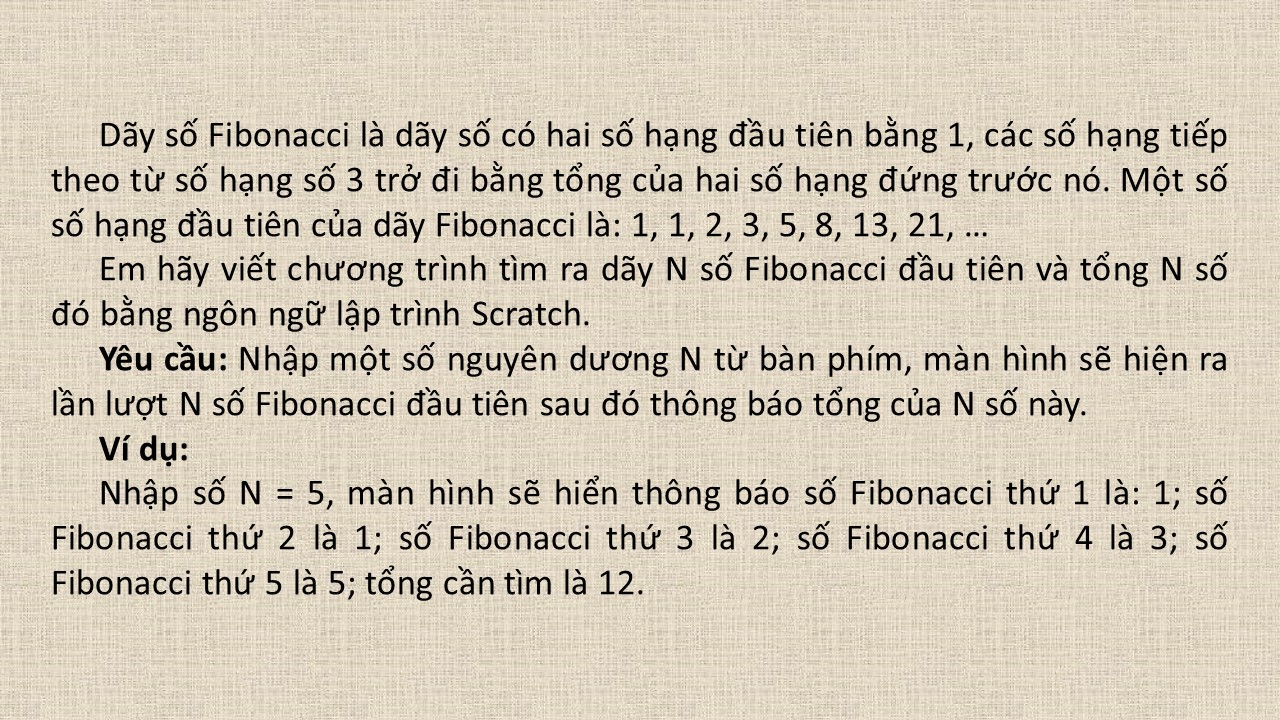 Dãy số Fibonacci là dãy số có hai số hạng đầu tiên bằng 1, các số hạng tiếp
theo từ số hạng số 3 trở đi bằng tổng của hai số hạng đứng trước nó. Một số
số hạng đầu tiên của dãy Fibonacci là: 1, 1, 2, 3, 5, 8, 13, 21, …
Em hãy viết chương trình tìm ra dãy N số Fibonacci đầu tiên và tổng N số
đó bằng ngôn ngữ lập trình Scratch.
Yêu cầu: Nhập một số nguyên dương N từ bàn phím, màn hình sẽ hiện ra
lần lượt N số Fibonacci đầu tiên sau đó thông báo tổng của N số này.
Ví dụ:
Nhập số N = 5, màn hình sẽ hiển thông báo số Fibonacci thứ 1 là: 1; số
Fibonacci thứ 2 là 1; số Fibonacci thứ 3 là 2; số Fibonacci thứ 4 là 3; số
Fibonacci thứ 5 là 5; tổng cần tìm là 12.